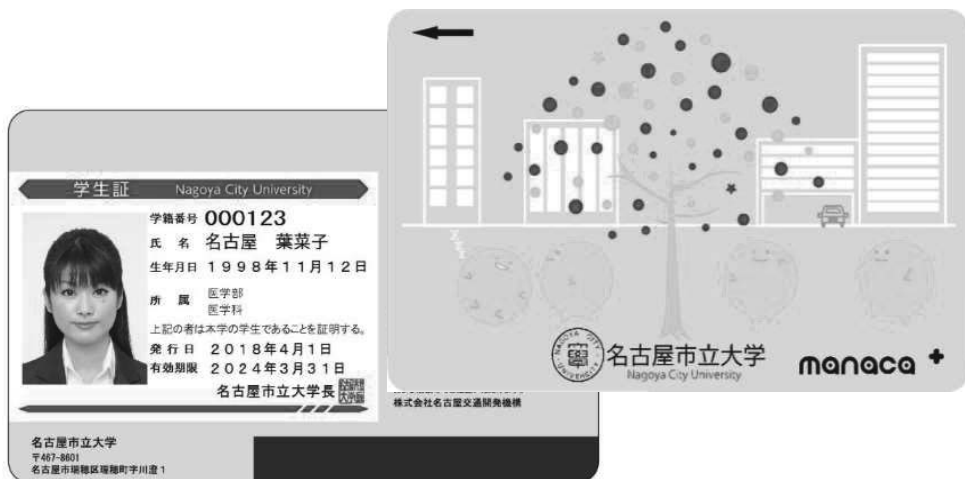 学生証 Nagoya City University
学籍番号 000123
氏 名 名古屋 葉菜子
生年月日 1998年11月12日
所 属 医学部
医学科
上記の者は本学の学生であることを証明する。
発行日 2018年4月1日
有効期限 2024年3月31日
名古屋市立大学長
株式会社名古屋交通開発機構
名古屋市立大学
〒467-8601
名古屋市瑞穂区瑞穂町字川澄1
NAGOYA CITY UNIVERSITY
名古屋市立大学
Nagoya City University
manaca +